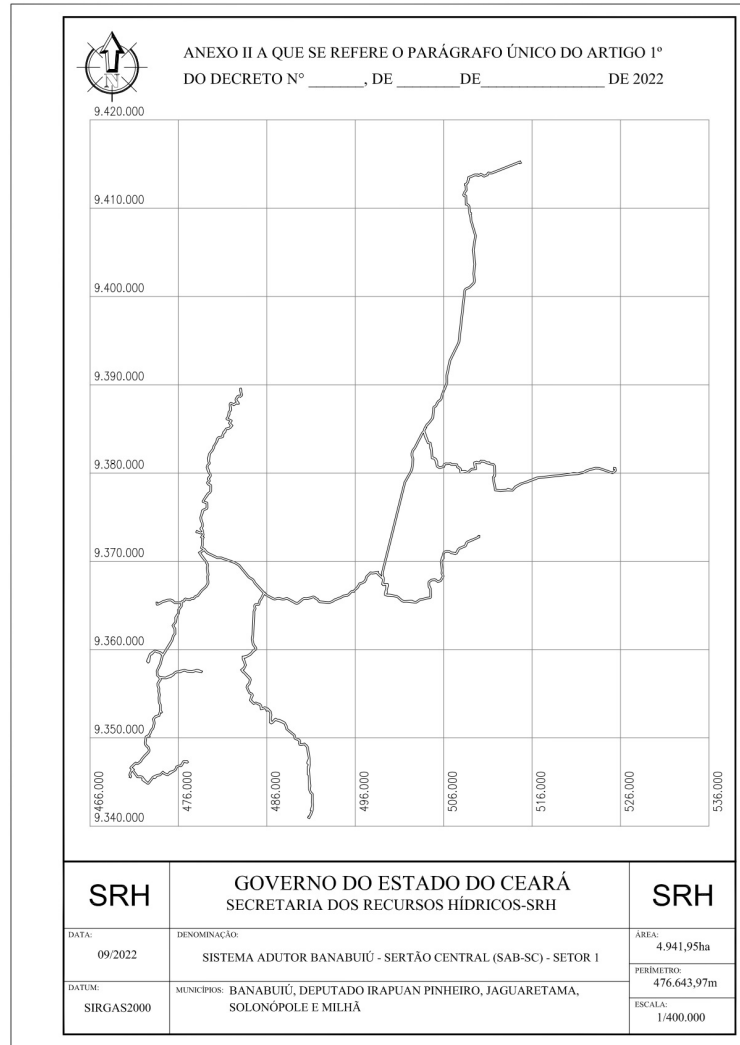 ANEXO II A QUE SE REFERE O PARÁGRAFO ÚNICO DO ARTIGO 1º
DO DECRETO N° _______, DE ________DE________________ DE 2022
N
9.420.000
9.410.000
9.400.000
9.390.000
9.380.000
9.370.000
9.360.000
9.350.000
9.340.000
466.000
476.000
486.000
496.000
506.000
516.000
526.000
536.000
SRH
GOVERNO DO ESTADO DO CEARÁ
SECRETARIA DOS RECURSOS HÍDRICOS-SRH
SRH
DATA:
09/2022
DENOMINAÇÃO:
SISTEMA ADUTOR BANABUIÚ - SERTÃO CENTRAL (SAB-SC) - SETOR 1
ÁREA:
4.941,95ha
PERÍMETRO:
476.643,97m
DATUM:
SIRGAS2000
MUNICÍPIOS: BANABUIÚ, DEPUTADO IRAPUAN PINHEIRO, JAGUARETAMA,
SOLONÓPOLE E MILHÃ
ESCALA:
1/400.000